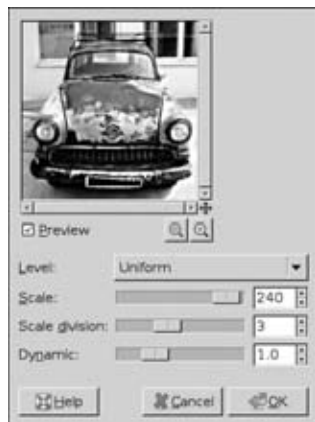 Preview
Level: Uniform
Scale: 240
Scale division: 3
Dynamic: 1.0
Help Cancel OK